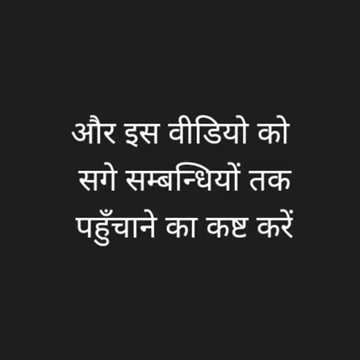 और इस वीडियो को
सगे सम्बन्धियों तक
पहुँचाने का कष्ट करें